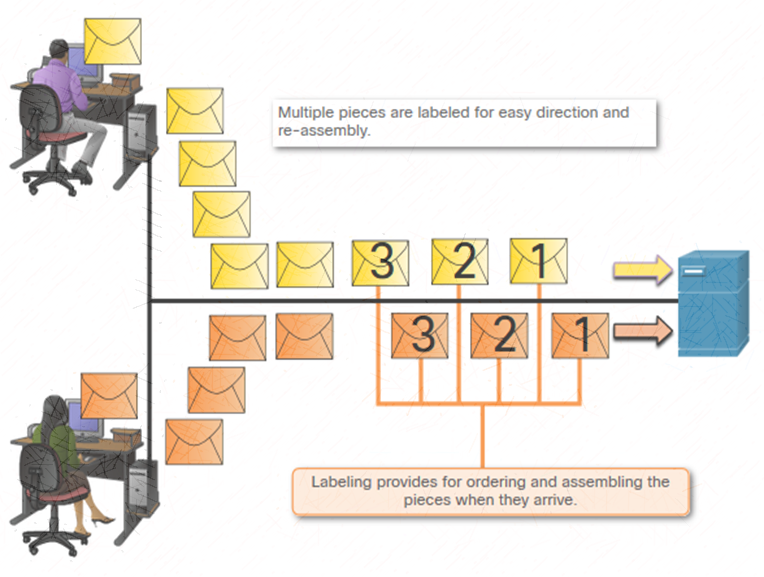 Multiple pieces are labeled for easy direction and
re-assembly.
3 2 1
3 2 1
Labeling provides for ordering and assembling the
pieces when they arrive.